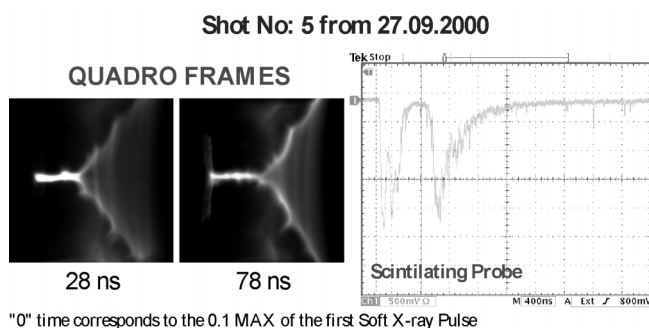 Shot No: 5 from 27.09.2000
QUADRO FRAMES
Tek Stop
T
1
28 ns
78 ns
Scintilating Probe
Ch1 500mV Ω M 400ns A Ext ∫ 800mV
"0" time corresponds to the 0.1 MAX of the first Soft X-ray Pulse